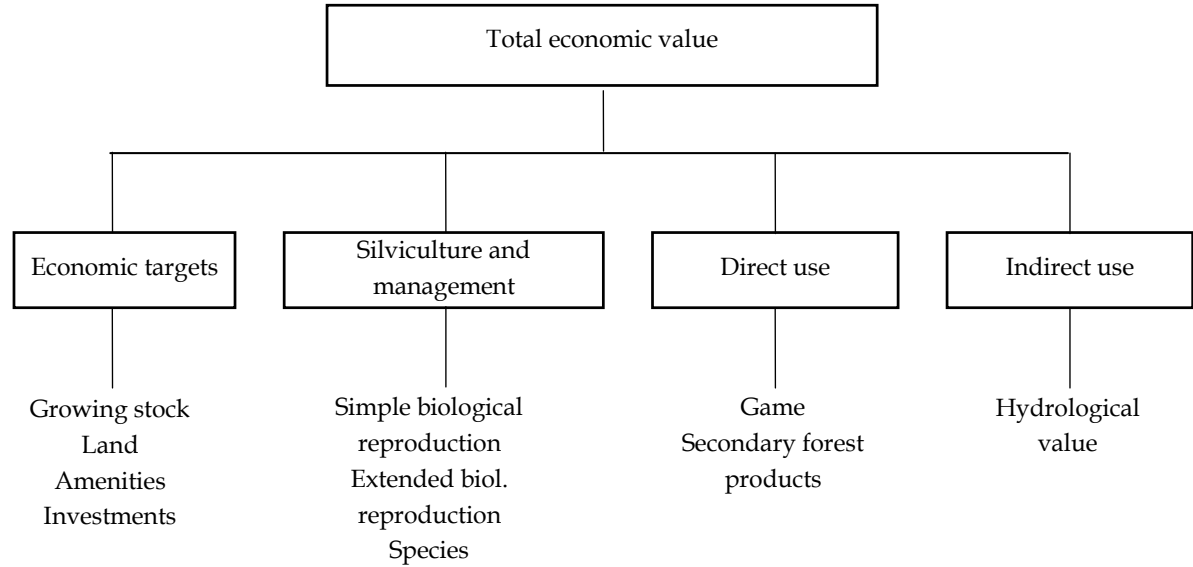 Total economic value
Economic targets
Silviculture and
management
Direct use
Indirect use
Growing stock
Land
Amenities
Investments
Simple biological
reproduction
Extended biol.
reproduction
Species
Game
Secondary forest
products
Hydrological
value